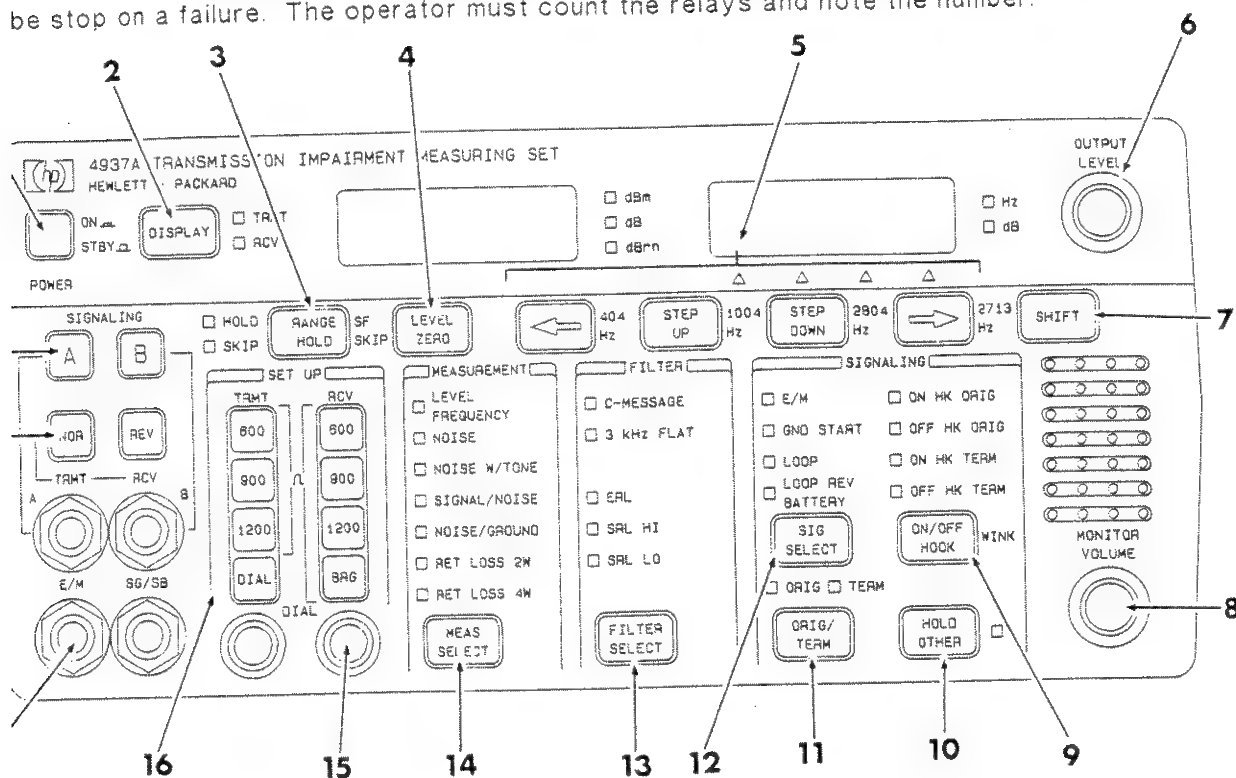 be stop on a failure. The operator must count the relays and note the number.
2
3
4
5
6
hp
4937A TRANSMISSION IMPAIRMENT MEASURING SET
HEWLETT · PACKARD
ON
STBY
POWER
DISPLAY
TRMT
RCV
dBm
dB
dBrn
Hz
dB
OUTPUT
LEVEL
SIGNALING
A
B
NOR
REV
TRMT
RCV
A
B
E/M
SG/SB
HOLD
SKIP
RANGE
HOLD
SF
SKIP
LEVEL
ZERO
404
Hz
STEP
UP
1004
Hz
STEP
DOWN
2804
Hz
2713
Hz
SHIFT
7
SET UP
TRMT
RCV
600
600
900
900
1200
1200
DIAL
BRG
DIAL
MEASUREMENT
LEVEL
FREQUENCY
NOISE
NOISE W/TONE
SIGNAL/NOISE
NOISE/GROUND
RET LOSS 2W
RET LOSS 4W
MEAS
SELECT
FILTER
C-MESSAGE
3 kHz FLAT
ERL
SRL HI
SRL LO
FILTER
SELECT
SIGNALING
E/M
GND START
LOOP
LOOP REV
BATTERY
SIG
SELECT
ORIG
TERM
ORIG/
TERM
ON HK ORIG
OFF HK ORIG
ON HK TERM
OFF HK TERM
ON/OFF
HOOK
WINK
HOLD
OTHER
MONITOR
VOLUME
8
16
15
14
13
12
11
10
9